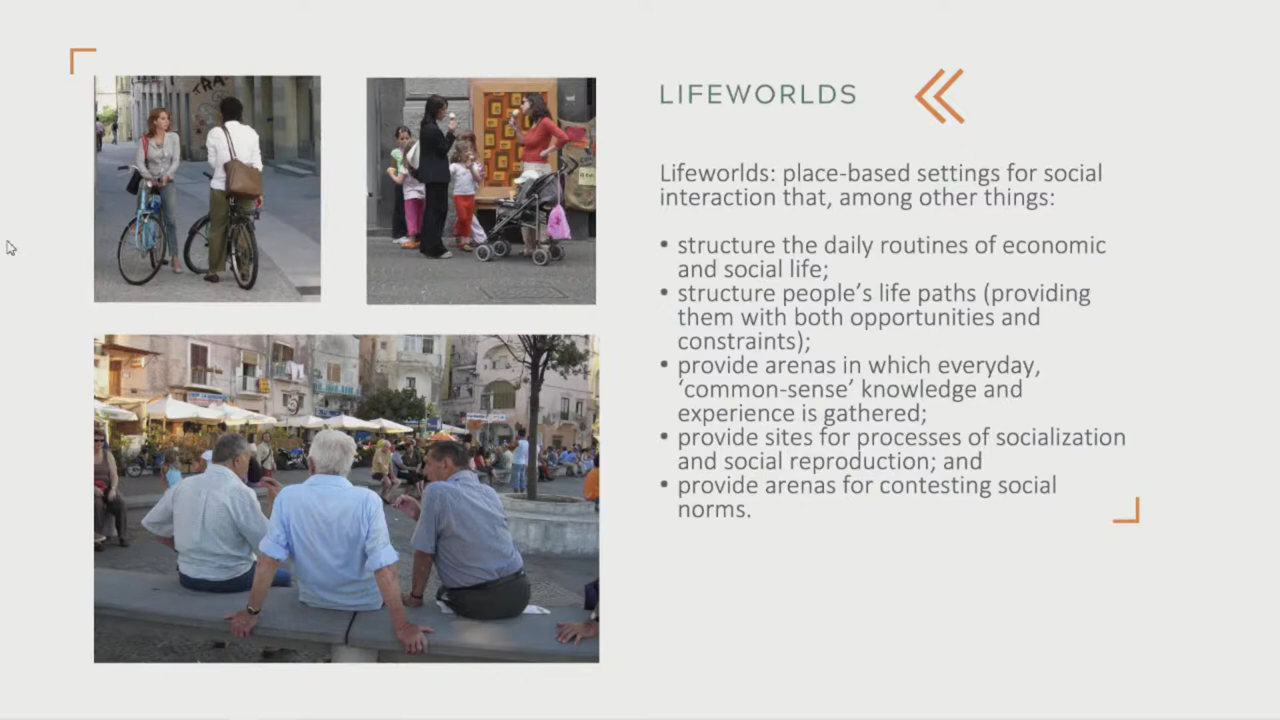 LIFEWORLDS
Lifeworlds: place-based settings for social
interaction that, among other things:
• structure the daily routines of economic
and social life;
• structure people’s life paths (providing
them with both opportunities and
constraints);
• provide arenas in which everyday,
‘common-sense’ knowledge and
experience is gathered;
• provide sites for processes of socialization
and social reproduction; and
• provide arenas for contesting social
norms.
TRA